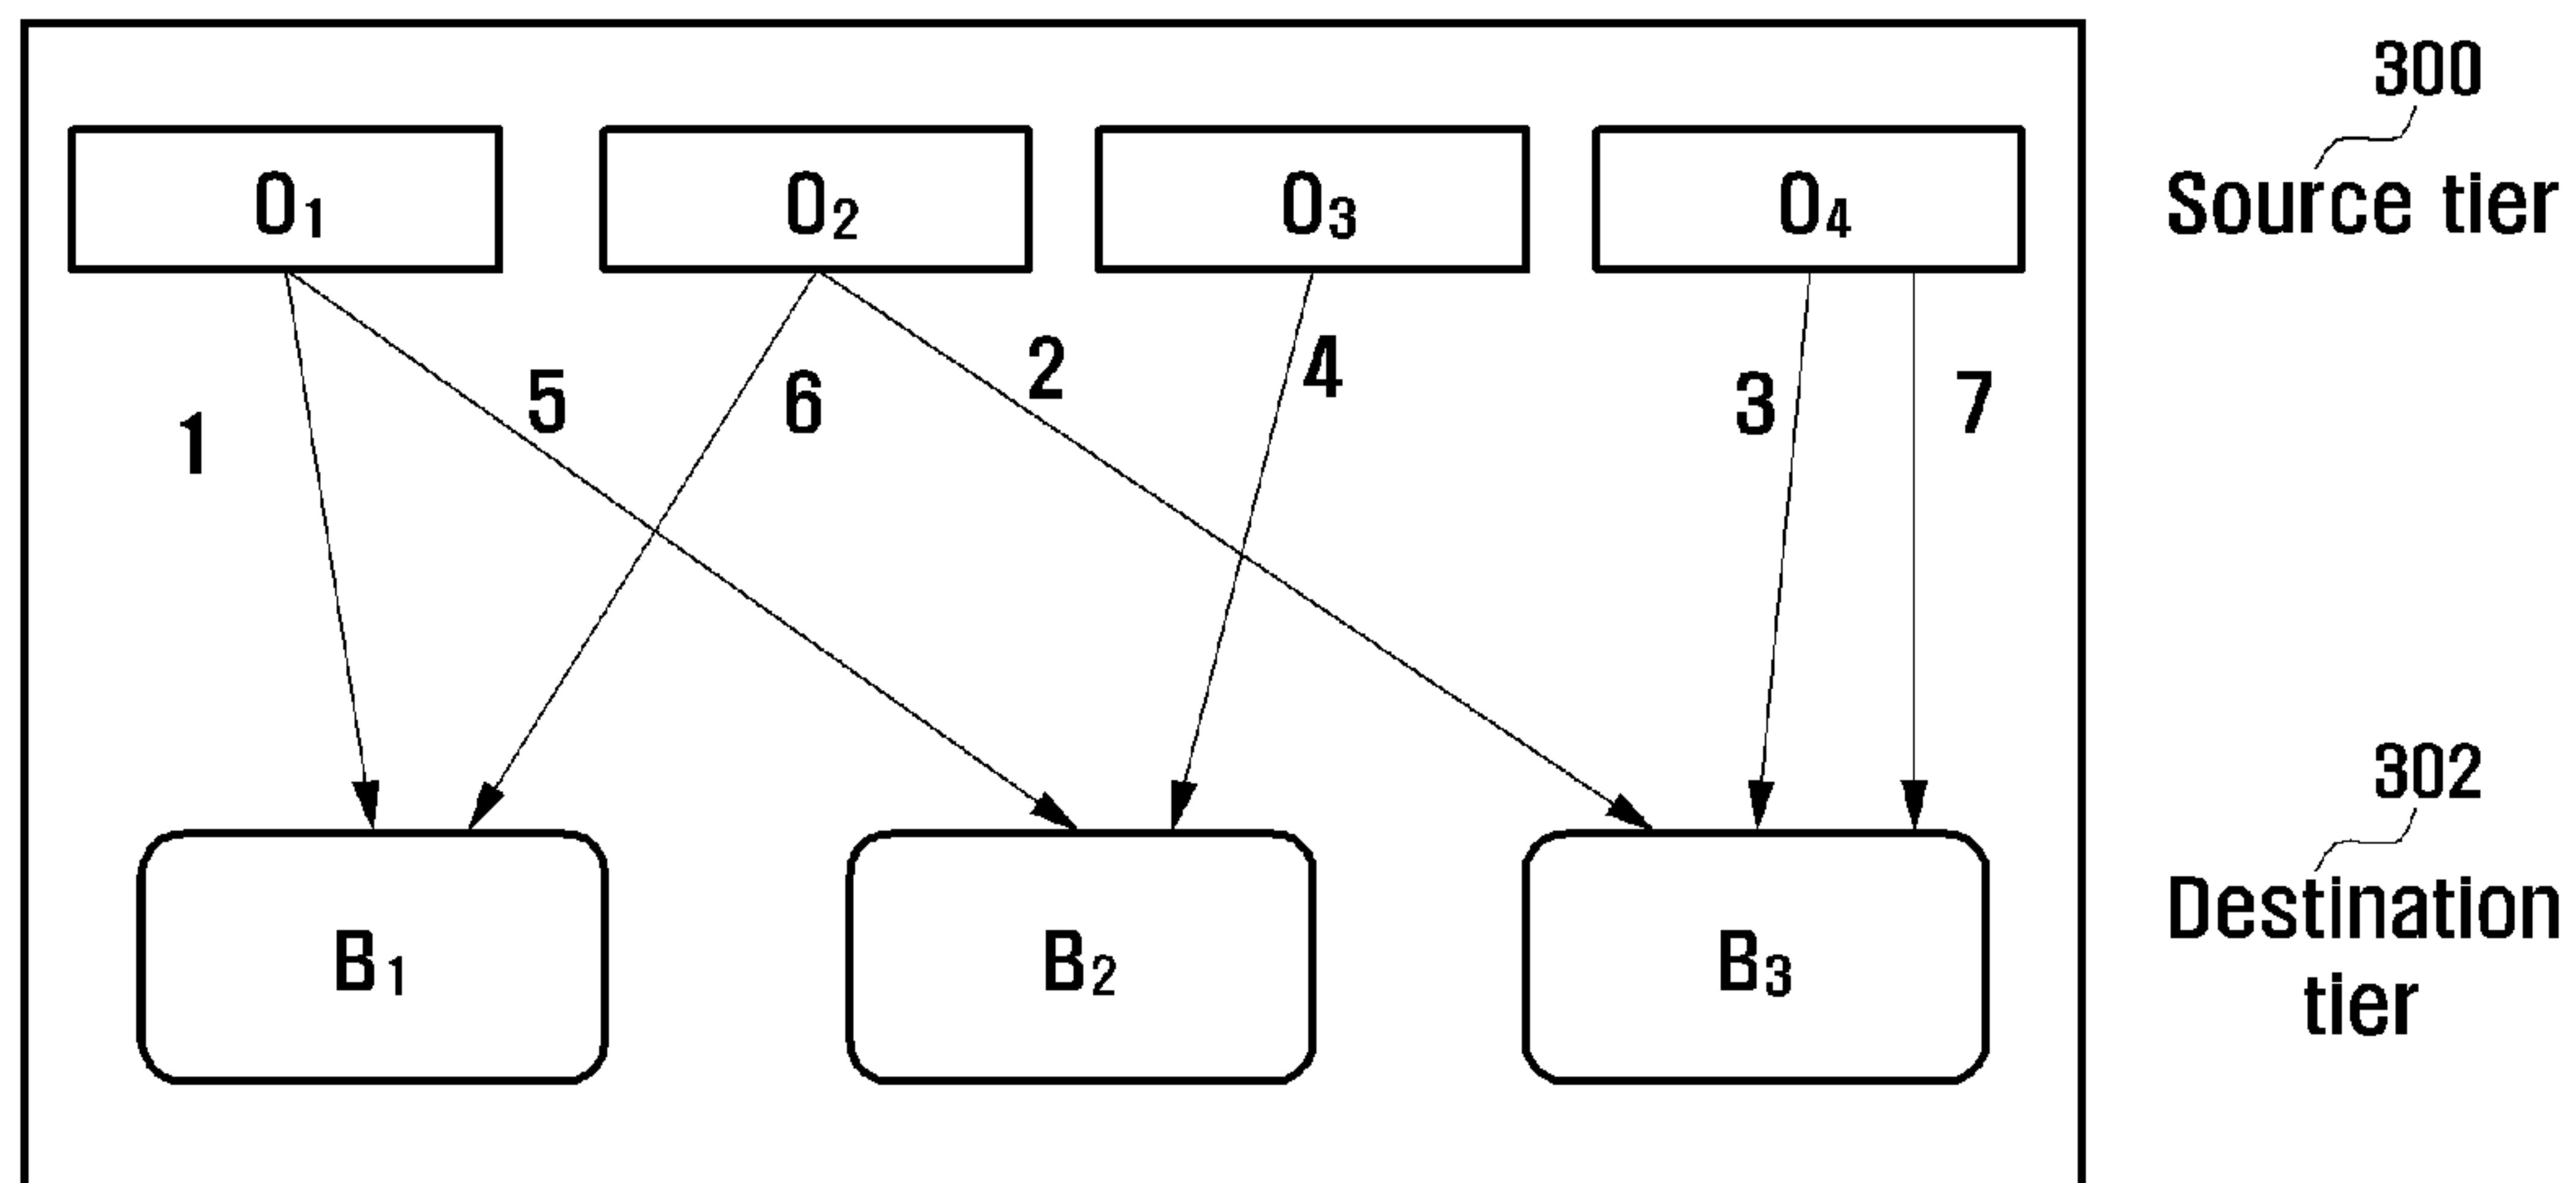 300
O1 O2 O3 O4 Source tier
1 5 6 2 4 3 7
302
B1 B2 B3 Destination
tier